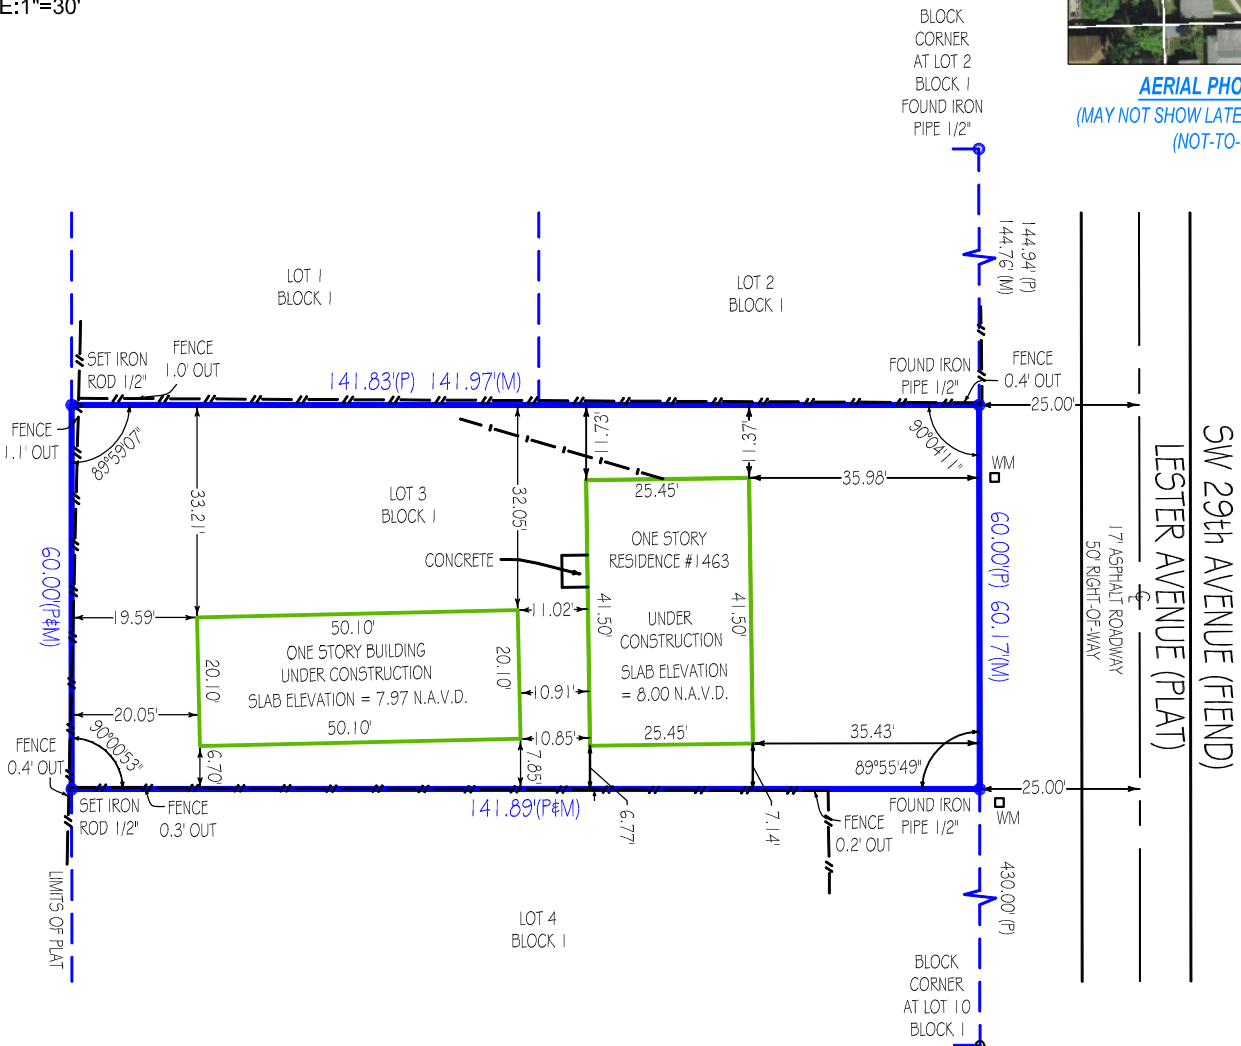 E:1"=30'
BLOCK
CORNER
AT LOT 2
BLOCK 1
FOUND IRON
PIPE 1/2"
AERIAL PHO
(MAY NOT SHOW LATE
(NOT-TO-
144.94' (P)
144.76' (M)
LOT 1
BLOCK 1
LOT 2
BLOCK 1
SET IRON
ROD 1/2"
FENCE
1.0' OUT
141.83'(P) 141.97'(M)
FOUND IRON
PIPE 1/2"
FENCE
0.4' OUT
25.00'
FENCE
1.1' OUT
89°59'07"
90°04'11"
11.73'
11.37'
WM
33.21'
32.05'
LOT 3
BLOCK 1
25.45'
35.98'
CONCRETE
ONE STORY
RESIDENCE #1463
UNDER
CONSTRUCTION
SLAB ELEVATION
= 8.00 N.A.V.D.
41.50'
41.50'
60.00'(P&M)
60.00'(P) 60.17'(M)
17' ASPHALT ROADWAY
50' RIGHT-OF-WAY
LESTER AVENUE (PLAT)
SW 29th AVENUE (FIEND)
19.59'
11.02'
50.10'
ONE STORY BUILDING
UNDER CONSTRUCTION
SLAB ELEVATION = 7.97 N.A.V.D.
50.10'
20.10'
20.10'
10.91'
20.05'
10.85'
25.45'
35.43'
90°00'53"
89°55'49"
6.70'
7.85'
FENCE
0.4' OUT
SET IRON
ROD 1/2"
FENCE
0.3' OUT
141.89'(P&M)
6.77'
7.14'
FENCE
0.2' OUT
FOUND IRON
PIPE 1/2"
25.00'
WM
LIMITS OF PLAT
430.00' (P)
LOT 4
BLOCK 1
BLOCK
CORNER
AT LOT 10
BLOCK 1